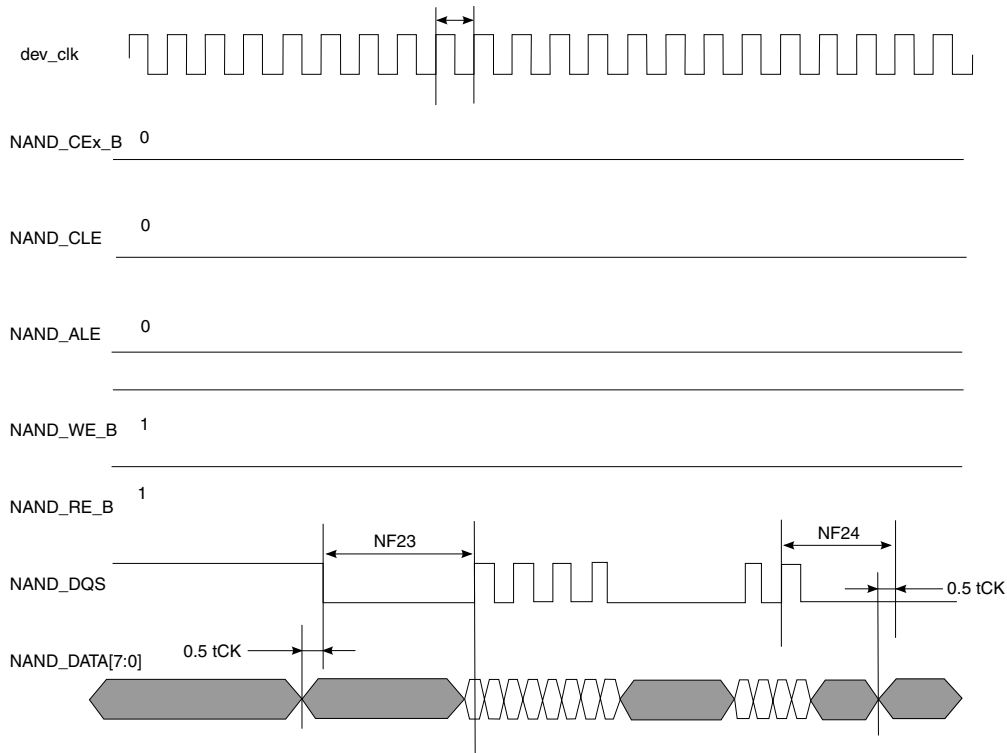 dev_clk
NAND_CEx_B 0
NAND_CLE 0
NAND_ALE 0
NAND_WE_B 1
NAND_RE_B 1
NF23
NF24
NAND_DQS
0.5 tCK
0.5 tCK
NAND_DATA[7:0]